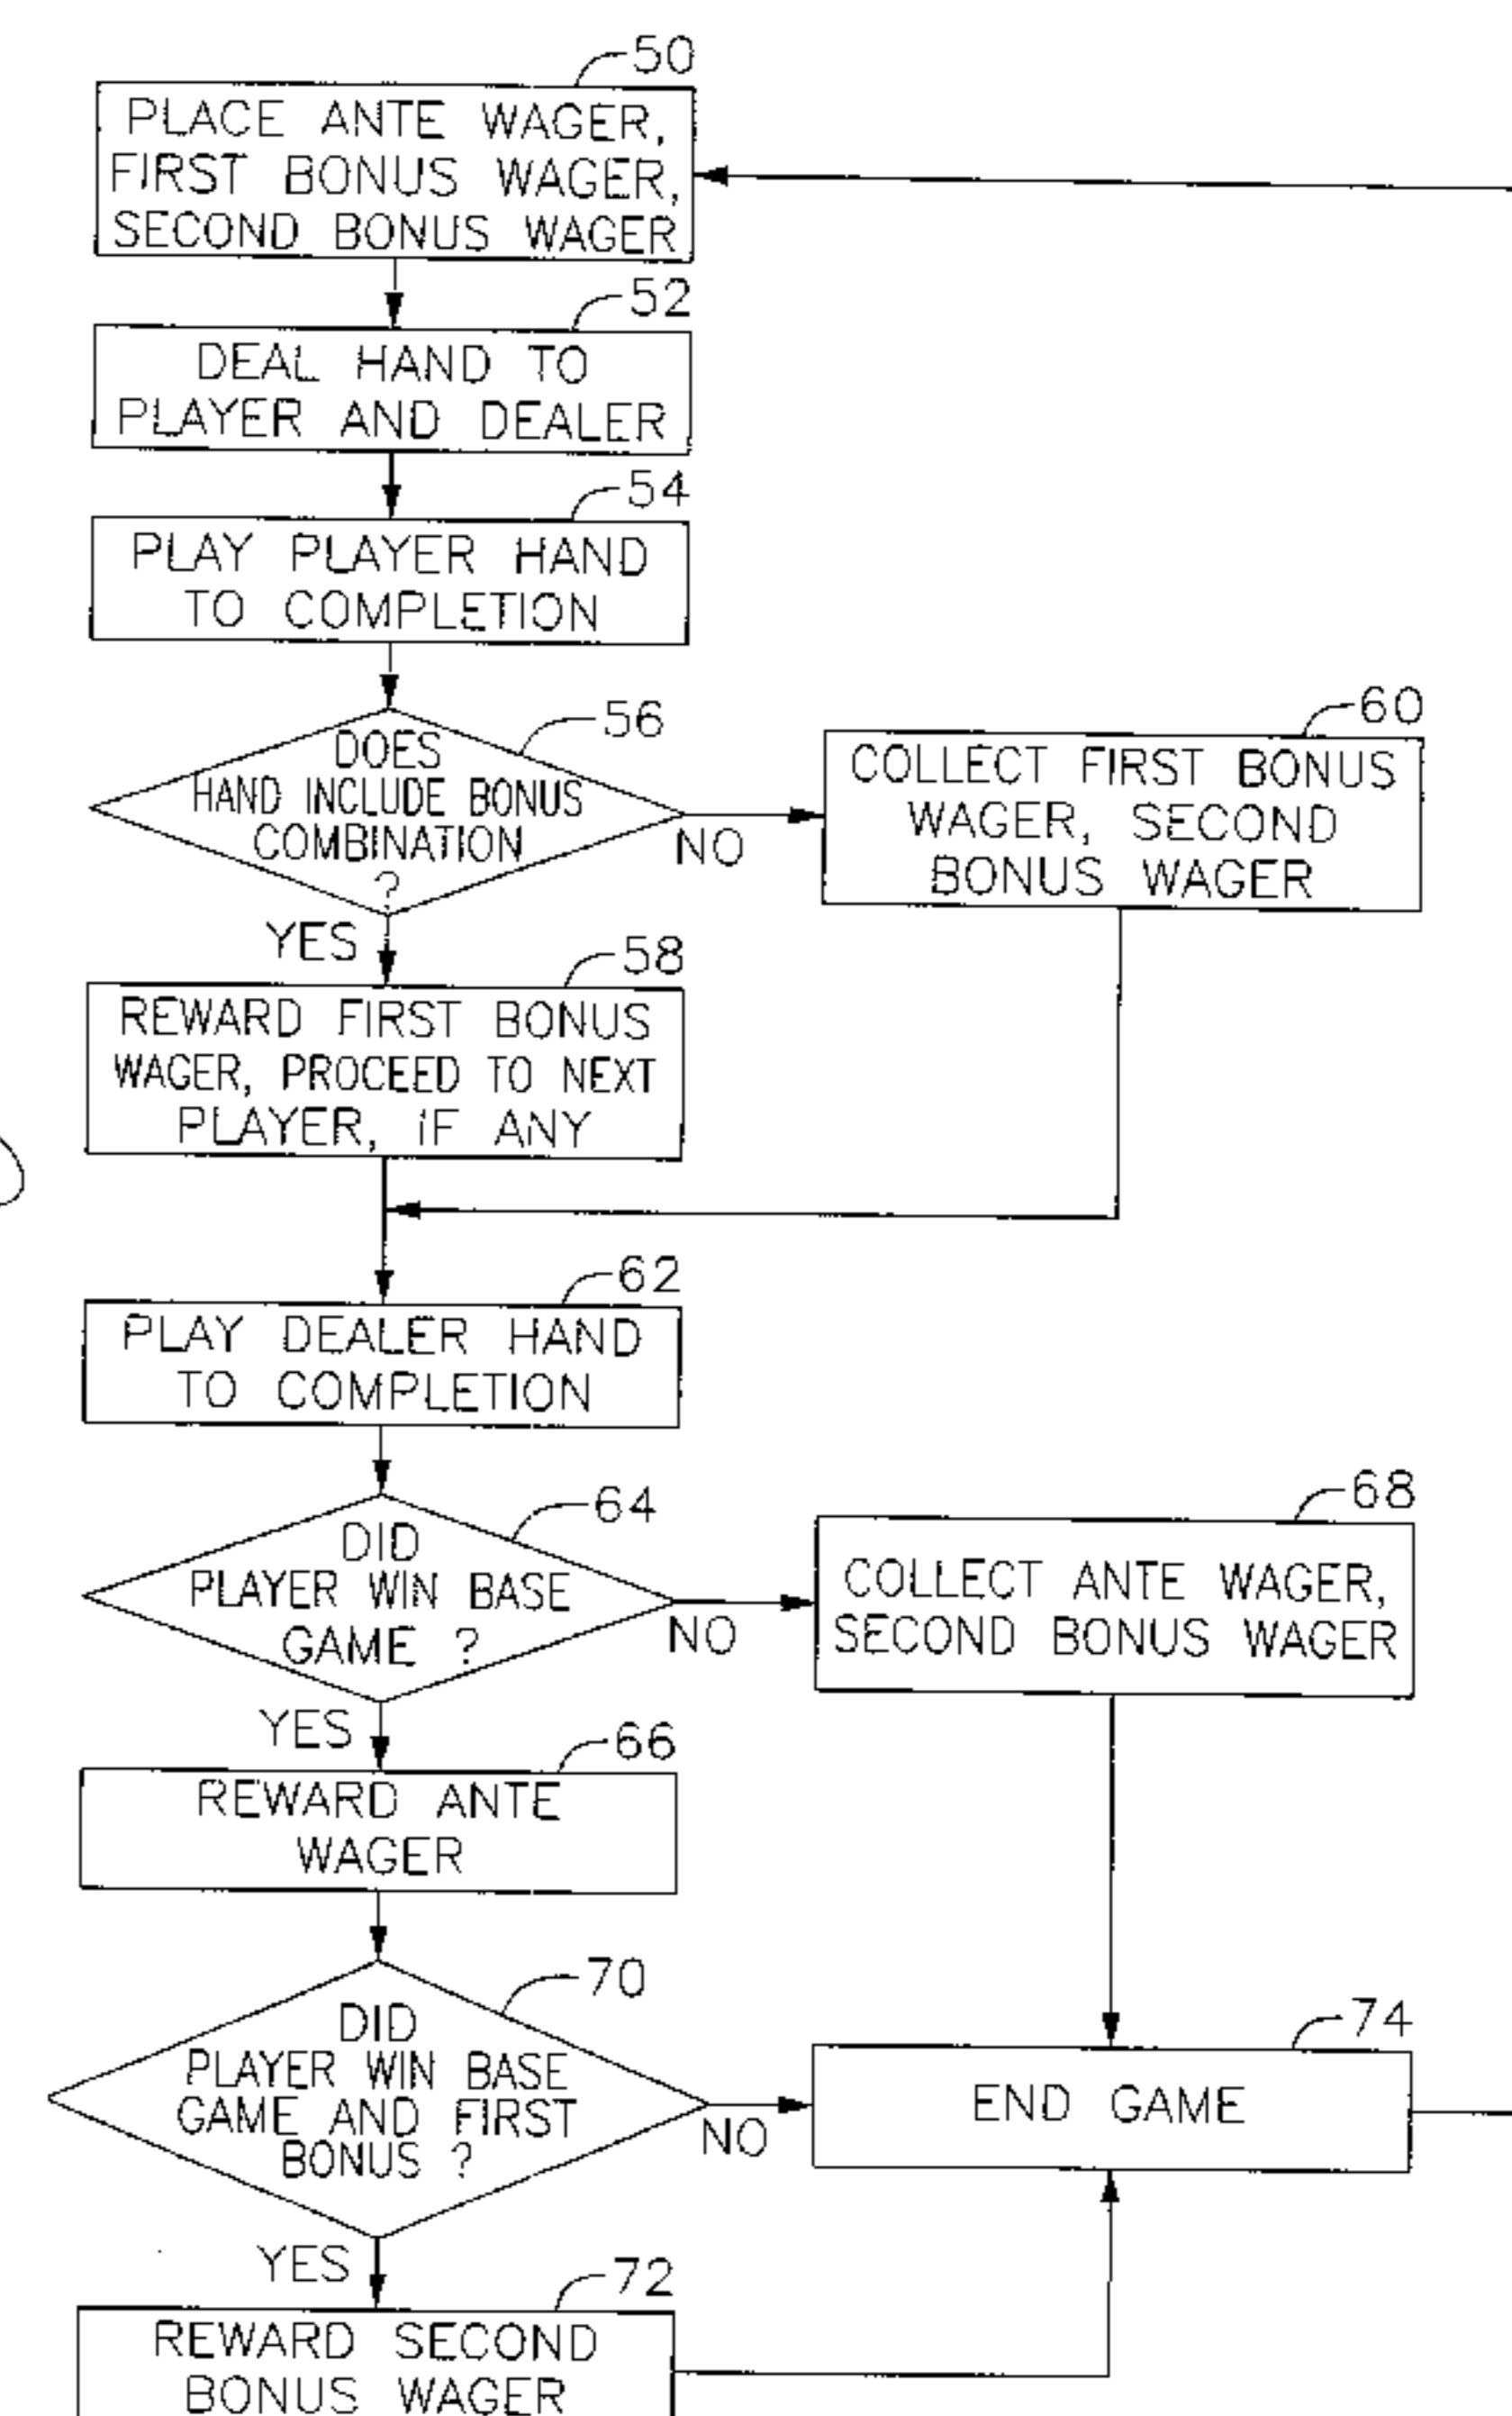 50
PLACE ANTE WAGER,
FIRST BONUS WAGER,
SECOND BONUS WAGER
52
DEAL HAND TO
PLAYER AND DEALER
54
PLAY PLAYER HAND
TO COMPLETION
56
DOES
HAND INCLUDE BONUS
COMBINATION
?
NO
60
COLLECT FIRST BONUS
WAGER, SECOND
BONUS WAGER
YES
58
REWARD FIRST BONUS
WAGER, PROCEED TO NEXT
PLAYER, IF ANY
62
PLAY DEALER HAND
TO COMPLETION
64
DID
PLAYER WIN BASE
GAME ?
NO
68
COLLECT ANTE WAGER,
SECOND BONUS WAGER
YES
66
REWARD ANTE
WAGER
70
DID
PLAYER WIN BASE
GAME AND FIRST
BONUS ?
NO
74
END GAME
YES
72
REWARD SECOND
BONUS WAGER